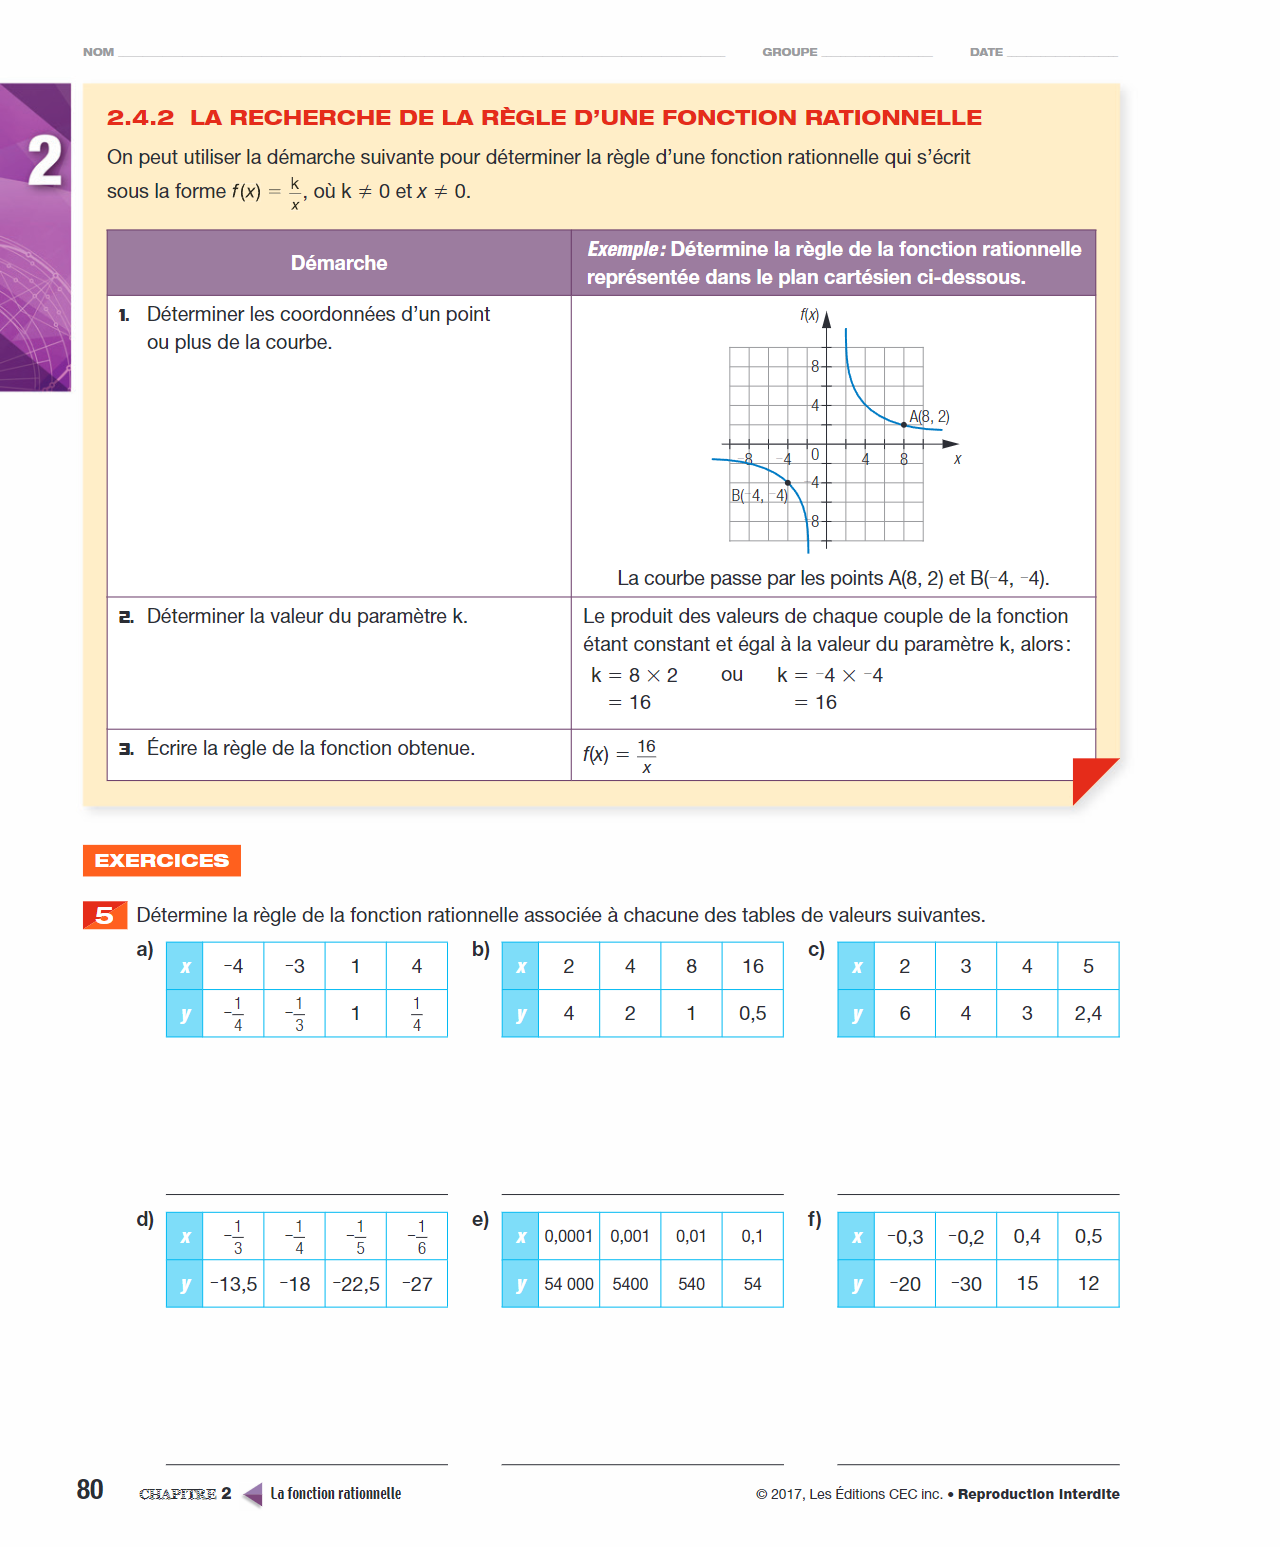 NOM GROUPE DATE
2
2.4.2 LA RECHERCHE DE LA RÈGLE D'UNE FONCTION RATIONNELLE
On peut utiliser la démarche suivante pour déterminer la règle d'une fonction rationnelle qui s'écrit
sous la forme f(x) = k/x, où k ≠ 0 et x ≠ 0.
Démarche
Exemple : Détermine la règle de la fonction rationnelle
représentée dans le plan cartésien ci-dessous.
1. Déterminer les coordonnées d'un point
ou plus de la courbe.
f(x)
8
4
A(8, 2)
⁻8 ⁻4 0 4 8 x
⁻4
B(⁻4, ⁻4)
⁻8
La courbe passe par les points A(8, 2) et B(⁻4, ⁻4).
2. Déterminer la valeur du paramètre k.
Le produit des valeurs de chaque couple de la fonction
étant constant et égal à la valeur du paramètre k, alors :
k = 8 × 2 ou k = ⁻4 × ⁻4
= 16 = 16
3. Écrire la règle de la fonction obtenue.
f(x) = 16/x
EXERCICES
5 Détermine la règle de la fonction rationnelle associée à chacune des tables de valeurs suivantes.
a)
x ⁻4 ⁻3 1 4
y ⁻1/4 ⁻1/3 1 1/4
b)
x 2 4 8 16
y 4 2 1 0,5
c)
x 2 3 4 5
y 6 4 3 2,4
d)
x ⁻1/3 ⁻1/4 ⁻1/5 ⁻1/6
y ⁻13,5 ⁻18 ⁻22,5 ⁻27
e)
x 0,0001 0,001 0,01 0,1
y 54 000 5400 540 54
f)
x ⁻0,3 ⁻0,2 0,4 0,5
y ⁻20 ⁻30 15 12
80 CHAPITRE 2 La fonction rationnelle
© 2017, Les Éditions CEC inc. • Reproduction interdite